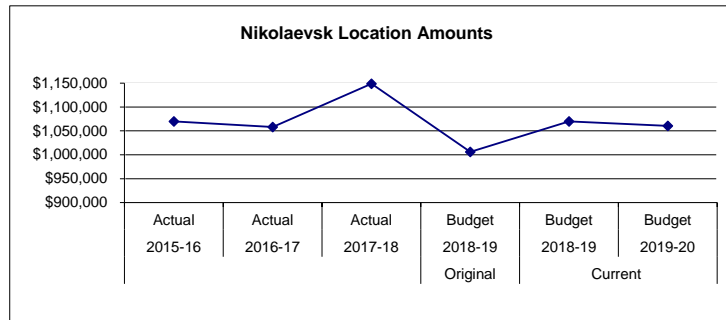 Nikolaevsk Location Amounts
$1,150,000
$1,100,000
$1,050,000
$1,000,000
$950,000
$900,000
Actual Actual Actual Budget Budget Budget
2015-16 2016-17 2017-18 2018-19 2018-19 2019-20
Original Current